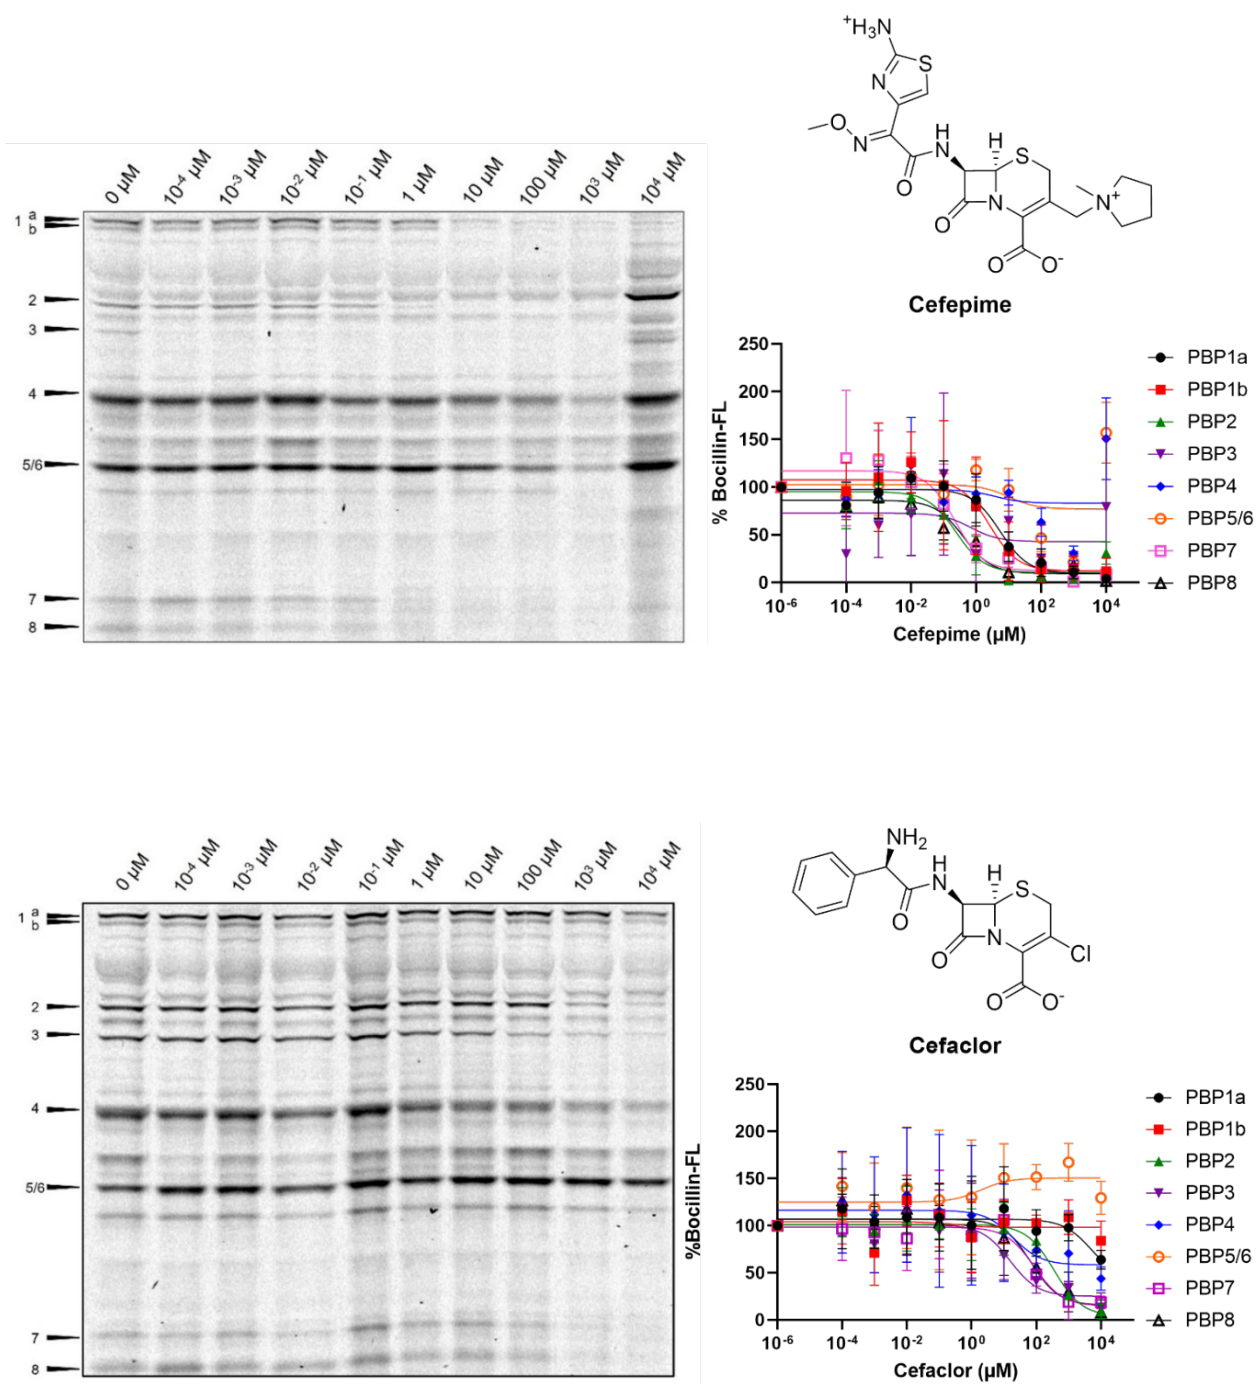 0 µM 10⁻⁴ µM 10⁻³ µM 10⁻² µM 10⁻¹ µM 1 µM 10 µM 100 µM 10³ µM 10⁴ µM
1 a
b
2
3
4
5/6
7
8
⁺H₃N
S
N
O
N
H
N
H
S
O
N
O
N
+
O
O⁻
Cefepime
% Bocillin-FL
250
200
150
100
50
0
10⁻⁶ 10⁻⁴ 10⁻² 10⁰ 10² 10⁴
Cefepime (µM)
PBP1a
PBP1b
PBP2
PBP3
PBP4
PBP5/6
PBP7
PBP8
0 µM 10⁻⁴ µM 10⁻³ µM 10⁻² µM 10⁻¹ µM 1 µM 10 µM 100 µM 10³ µM 10⁴ µM
1 a
b
2
3
4
5/6
7
8
NH₂
H
N
H
S
O
N
O
Cl
O
O⁻
Cefaclor
%Bocillin-FL
250
200
150
100
50
0
10⁻⁶ 10⁻⁴ 10⁻² 10⁰ 10² 10⁴
Cefaclor (µM)
PBP1a
PBP1b
PBP2
PBP3
PBP4
PBP5/6
PBP7
PBP8